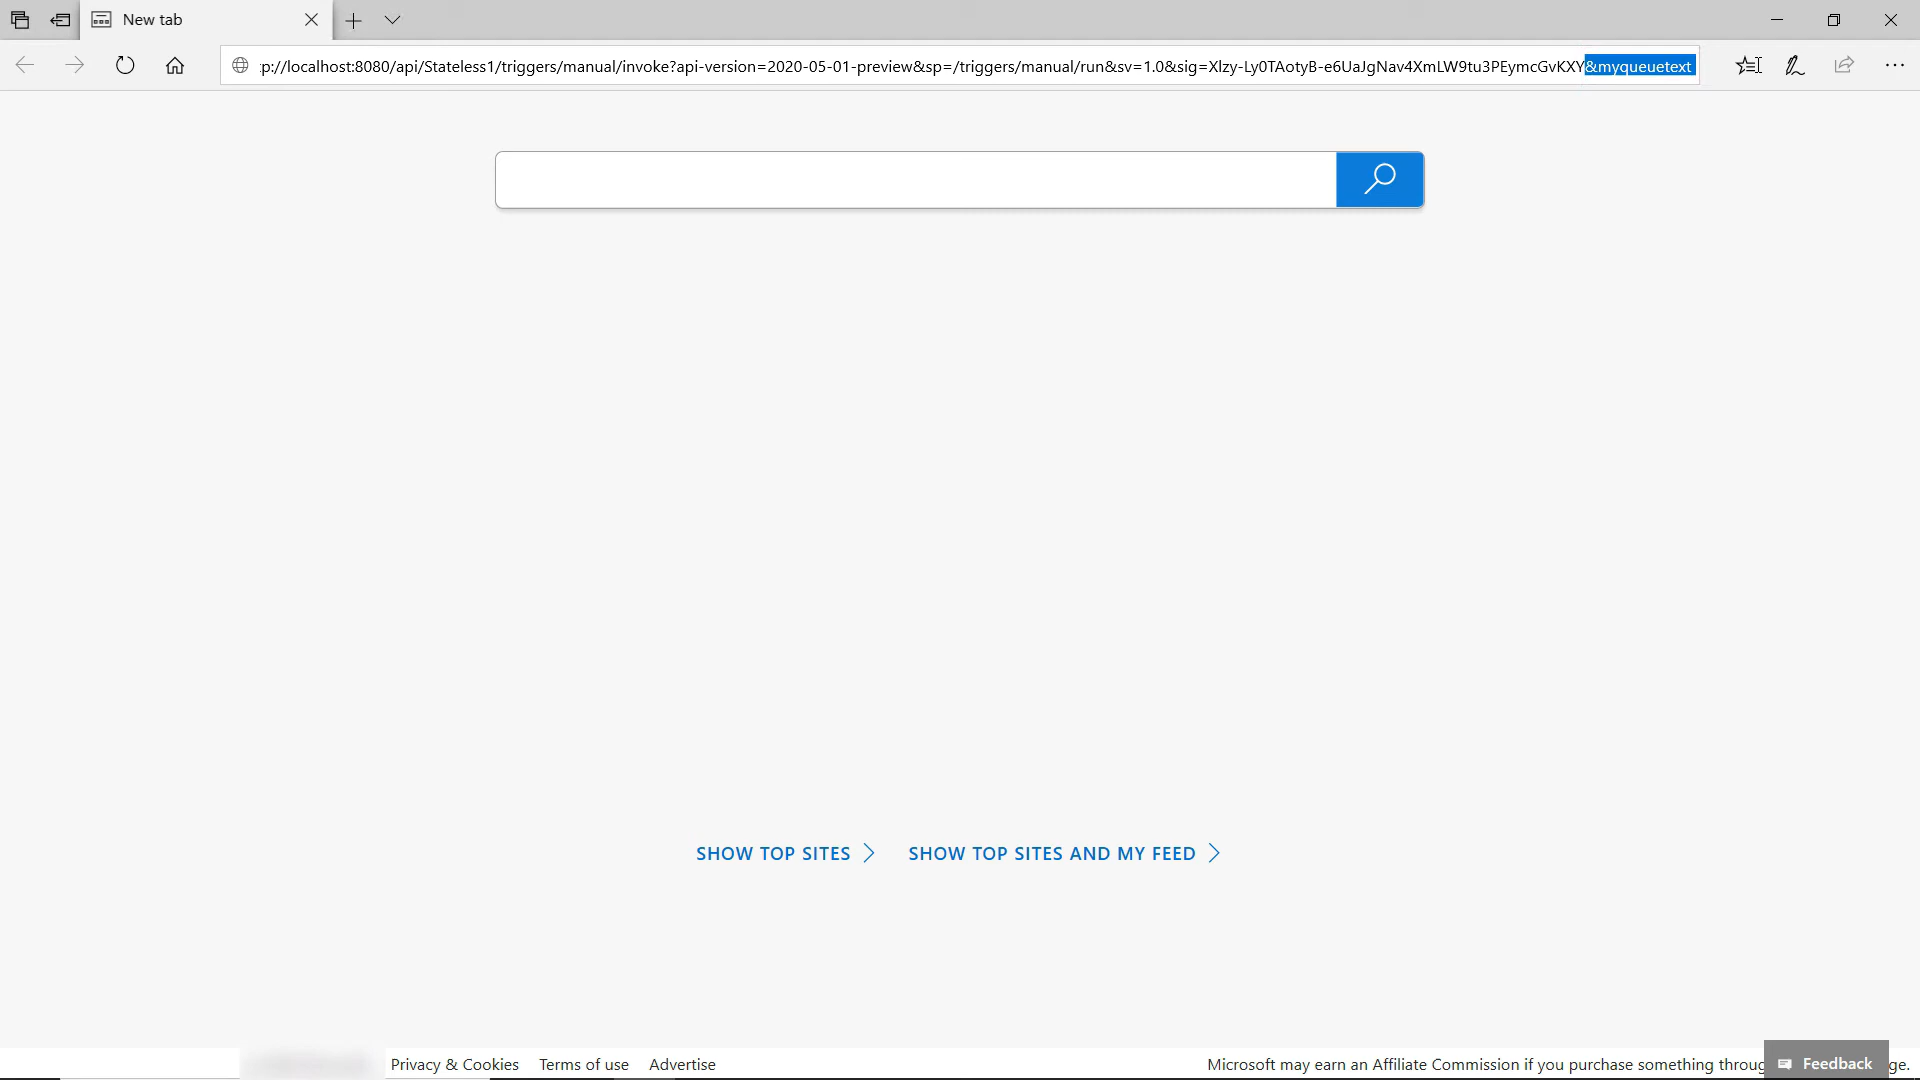 New tab
:p://localhost:8080/api/Stateless1/triggers/manual/invoke?api-version=2020-05-01-preview&sp=/triggers/manual/run&sv=1.0&sig=Xlzy-Ly0TAotyB-e6UaJgNav4XmLW9tu3PEymcGvKXY&myqueuetext
SHOW TOP SITES SHOW TOP SITES AND MY FEED
Privacy & Cookies Terms of use Advertise Microsoft may earn an Affiliate Commission if you purchase something throug Feedback ge.